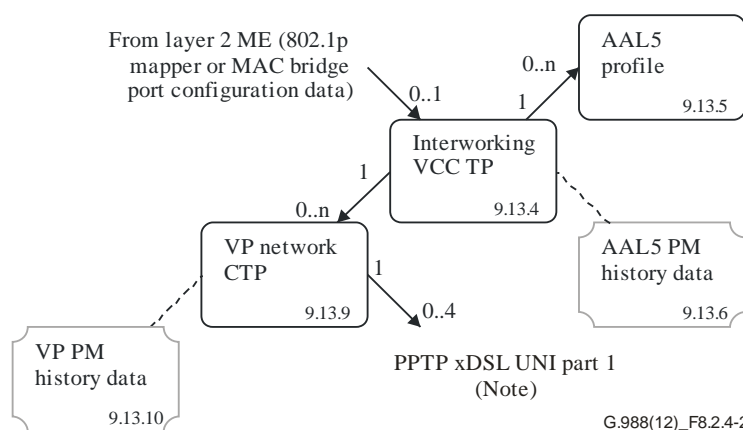 From layer 2 ME (802.1p
mapper or MAC bridge
port configuration data)
0..1
0..n
1
AAL5
profile
9.13.5
Interworking
VCC TP
9.13.4
1
0..n
VP network
CTP
9.13.9
1
0..4
AAL5 PM
history data
9.13.6
VP PM
history data
9.13.10
PPTP xDSL UNI part 1
(Note)
G.988(12)_F8.2.4-2